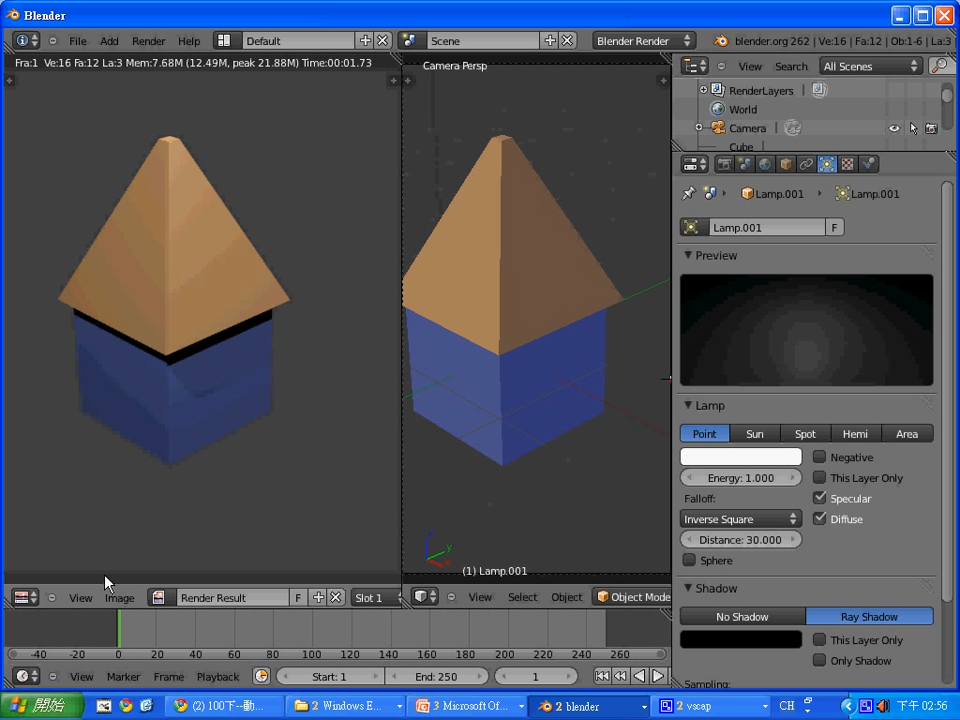 Blender
File Add Render Help Default Scene Blender Render blender.org 262 | Ve:16 | Fa:12 | Ob:1-6 | La:3
Fra:1 Ve:16 Fa:12 La:3 Mem:7.68M (12.49M, peak 21.88M) Time:00:01.73
Camera Persp
View Search All Scenes
RenderLayers
World
Camera
Cube
Lamp.001 Lamp.001
Lamp.001 F
Preview
Lamp
Point Sun Spot Hemi Area
Negative
Energy: 1.000 This Layer Only
Falloff: Specular
Inverse Square Diffuse
Distance: 30.000
Sphere
Shadow
No Shadow Ray Shadow
This Layer Only
Only Shadow
Sampling:
y
(1) Lamp.001
View Image Render Result F Slot 1
View Select Object Object Mode
-40 -20 0 20 40 60 80 100 120 140 160 180 200 220 240 260
View Marker Frame Playback Start: 1 End: 250 1
開始 (2) 100下--動... 2 Windows E... 3 Microsoft Of... 2 blender 2 vscap CH 下午 02:56